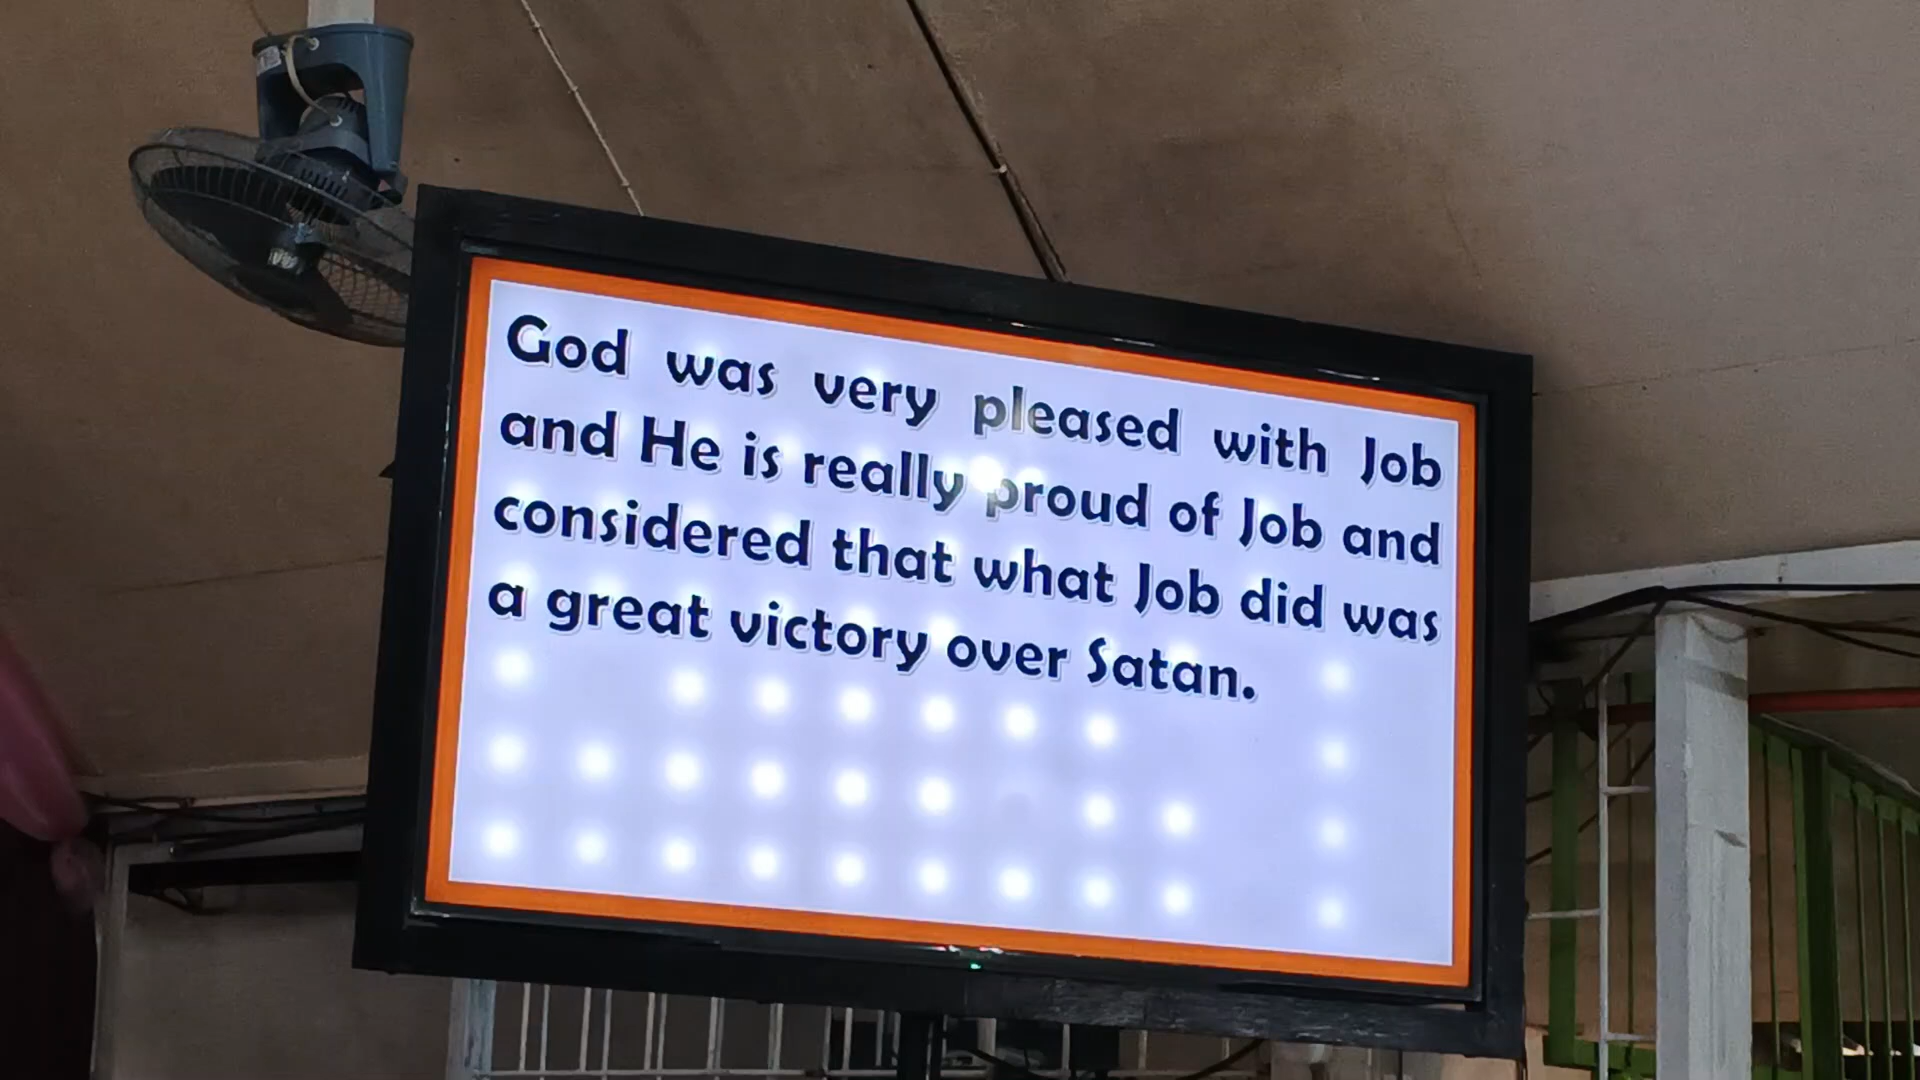 God was very pleased with Job
and He is really proud of Job and
considered that what Job did was
a great victory over Satan.